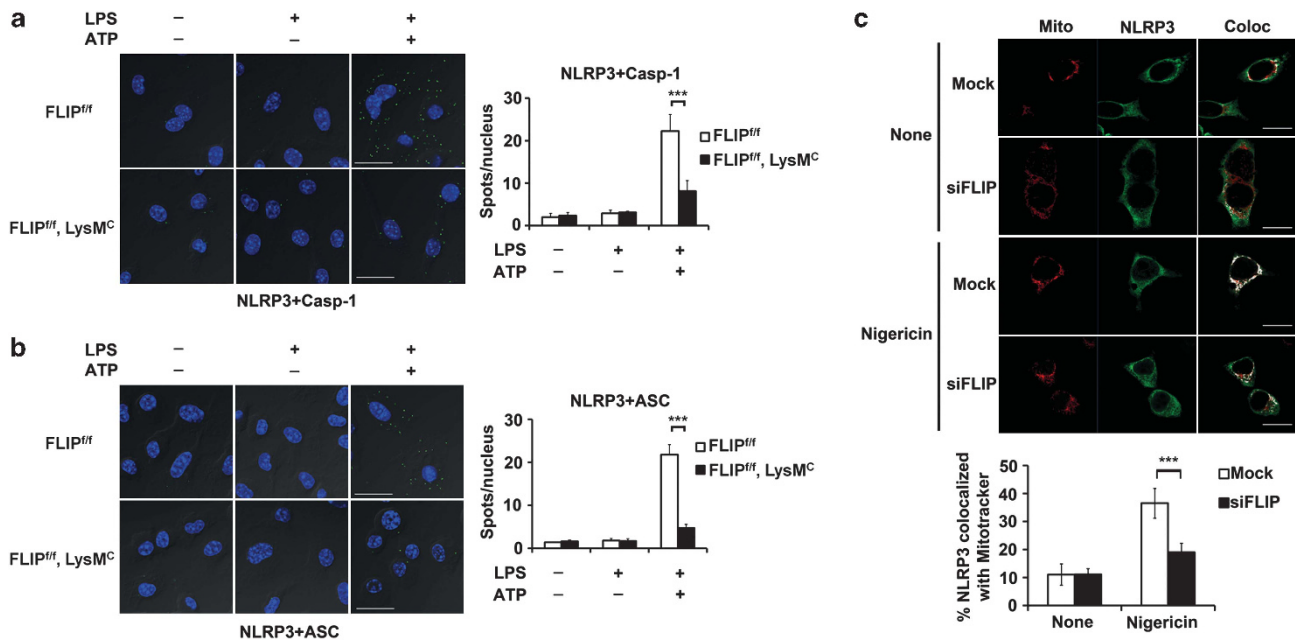 a
LPS – + +
ATP – – +
FLIPf/f
FLIPf/f, LysMC
NLRP3+Casp-1
NLRP3+Casp-1
Spots/nucleus
30
20
10
0
***
FLIPf/f
FLIPf/f, LysMC
LPS – + +
ATP – – +
b
LPS – + +
ATP – – +
FLIPf/f
FLIPf/f, LysMC
NLRP3+ASC
NLRP3+ASC
Spots/nucleus
30
20
10
0
***
FLIPf/f
FLIPf/f, LysMC
LPS – + +
ATP – – +
c
Mito NLRP3 Coloc
None
Mock
siFLIP
Nigericin
Mock
siFLIP
% NLRP3 colocalized
with Mitotracker
50
40
30
20
10
0
***
Mock
siFLIP
None Nigericin